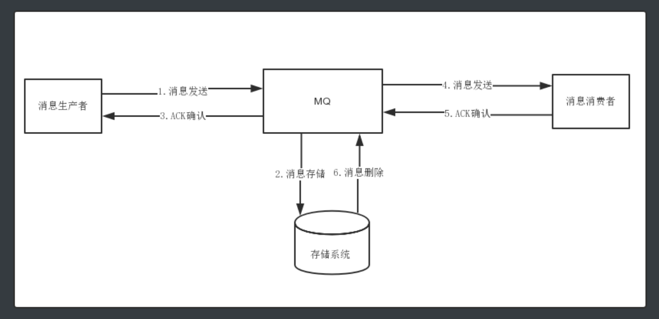 1.消息发送
4.消息发送
消息生产者
MQ
消息消费者
3.ACK确认
5.ACK确认
2.消息存储
6.消息删除
存储系统